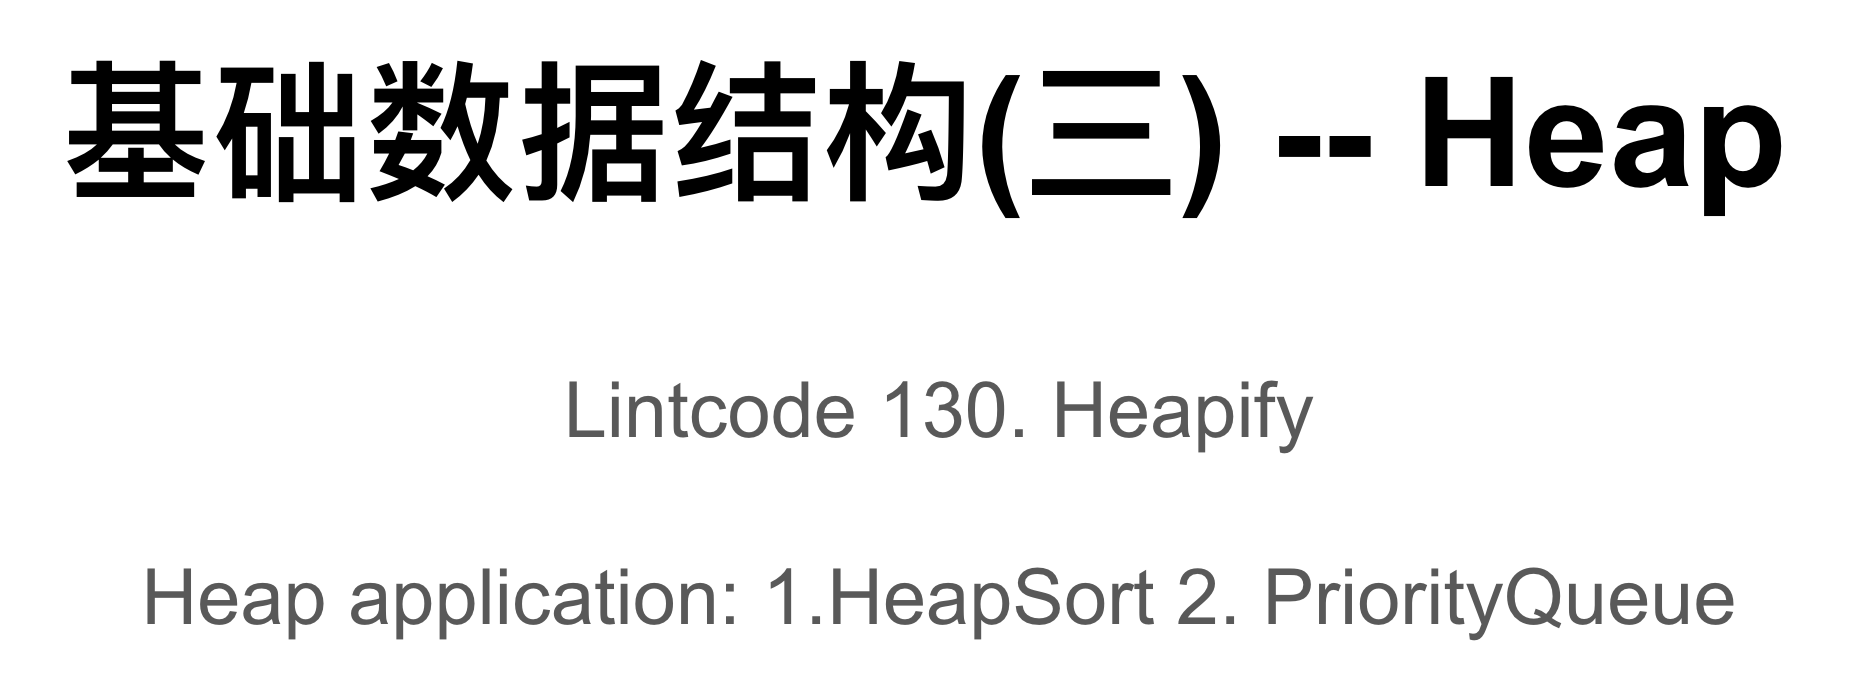 基础数据结构(三) -- Heap
Lintcode 130. Heapify
Heap application: 1.HeapSort 2. PriorityQueue